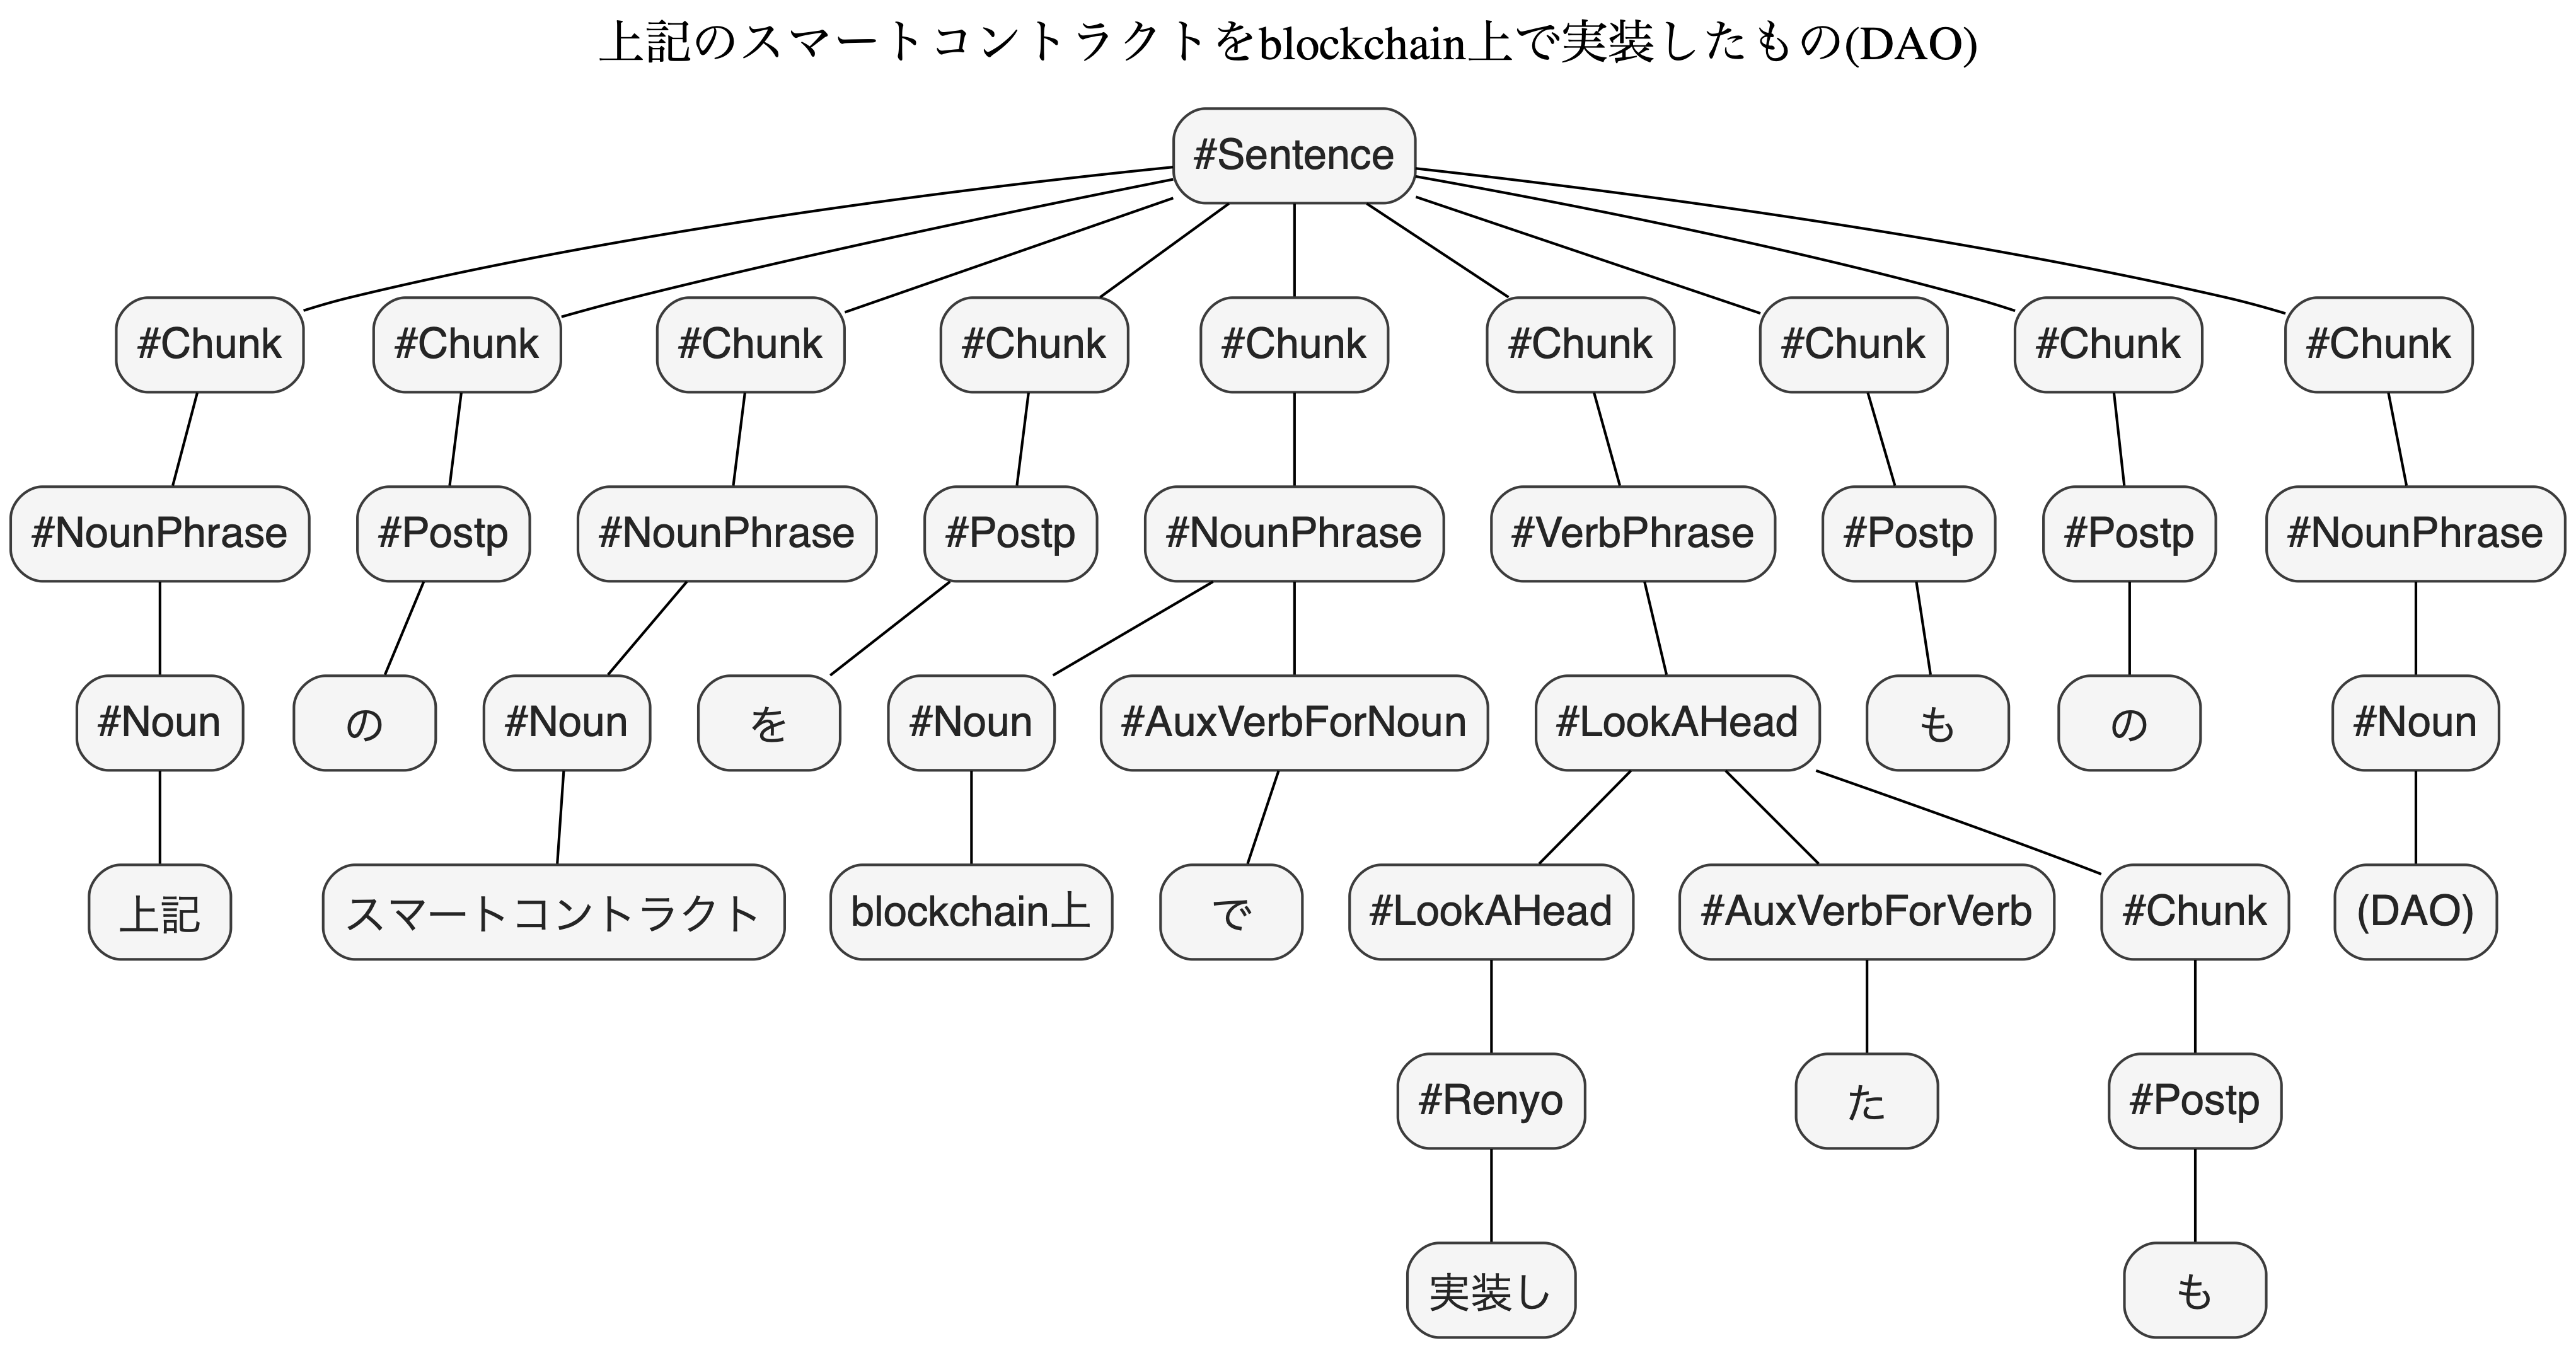 上記のスマートコントラクトをblockchain上で実装したもの(DAO)
#Sentence
#Chunk #Chunk #Chunk #Chunk #Chunk #Chunk #Chunk #Chunk #Chunk
#NounPhrase #Postp #NounPhrase #Postp #NounPhrase #VerbPhrase #Postp #Postp #NounPhrase
#Noun の #Noun を #Noun #AuxVerbForNoun #LookAHead も の #Noun
上記 スマートコントラクト blockchain上 で #LookAHead #AuxVerbForVerb #Chunk (DAO)
#Renyo た #Postp
実装し も